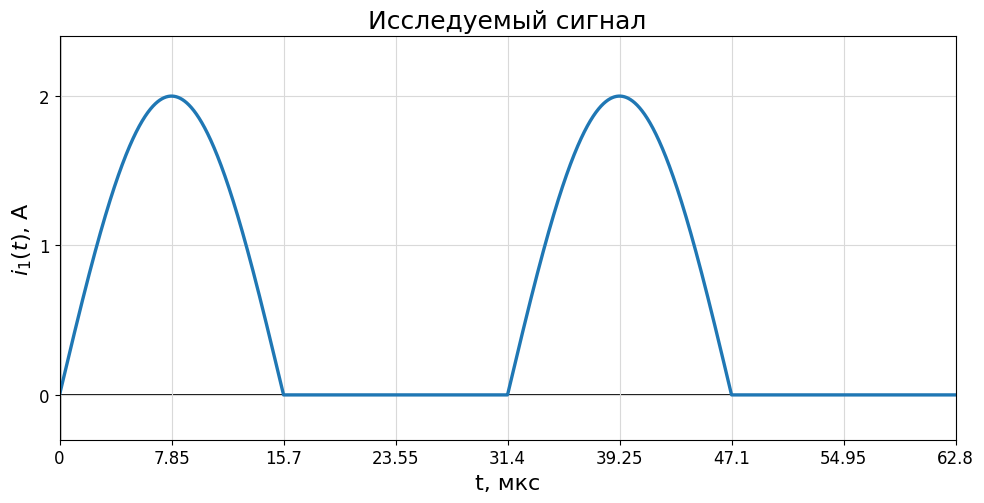 Исследуемый сигнал
i₁(t), А
2
1
0
0 7.85 15.7 23.55 31.4 39.25 47.1 54.95 62.8
t, мкс